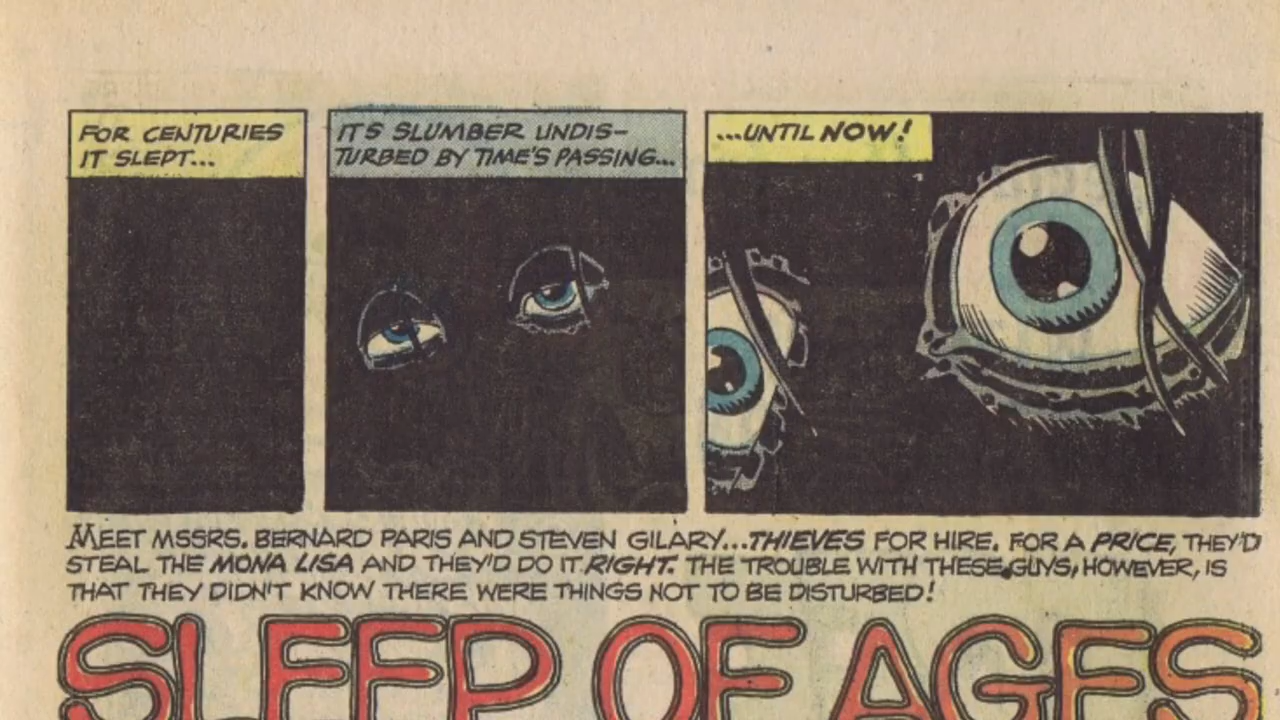 FOR CENTURIES
IT SLEPT...
ITS SLUMBER UNDIS-
TURBED BY TIME'S PASSING...
...UNTIL NOW!
MEET MSSRS. BERNARD PARIS AND STEVEN GILARY...THIEVES FOR HIRE. FOR A PRICE, THEY'D
STEAL THE MONA LISA AND THEY'D DO IT RIGHT. THE TROUBLE WITH THESE GUYS, HOWEVER, IS
THAT THEY DIDN'T KNOW THERE WERE THINGS NOT TO BE DISTURBED!
SLEEP OF AGES